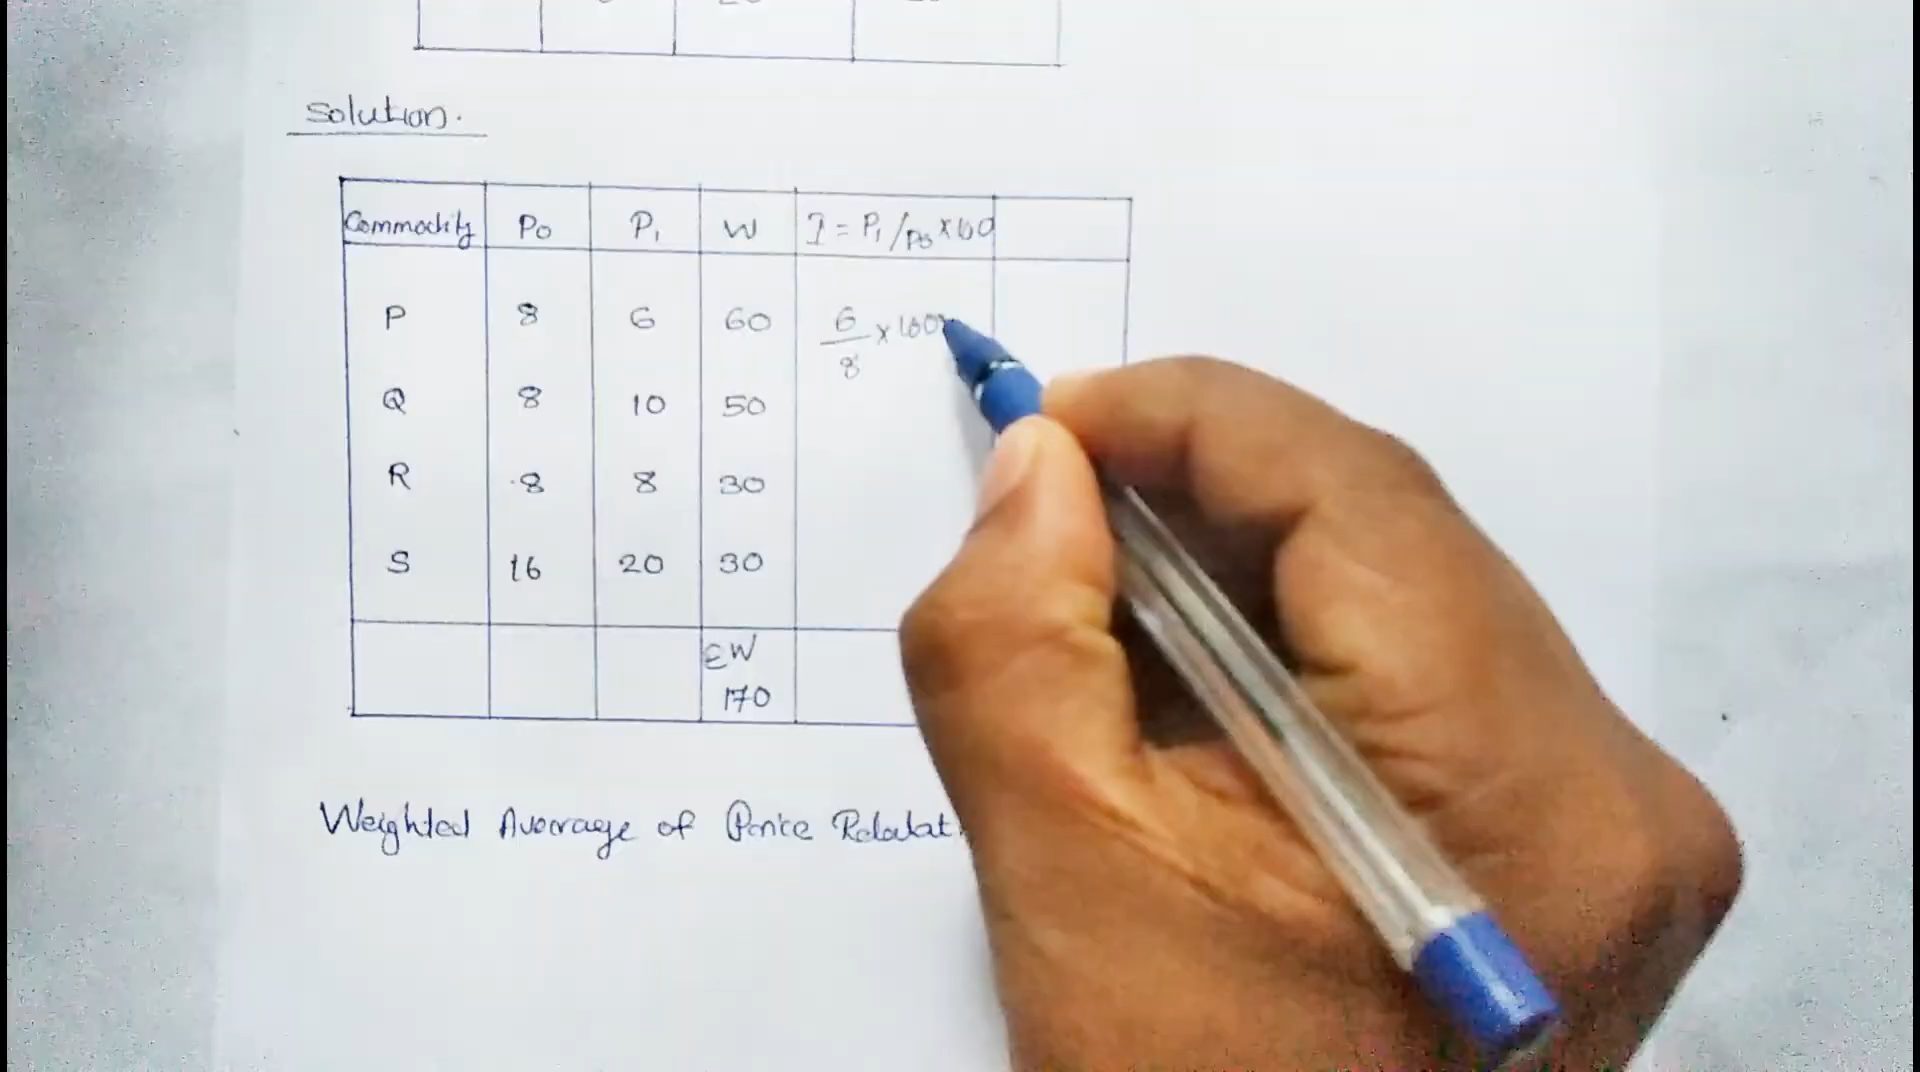 Solution.
Commodity P0 P1 W I = P1/P0 × 100
P 8 6 60 6/8 × 100
Q 8 10 50
R 8 8 30
S 16 20 30
ΣW
170
Weighted Average of Price Relat